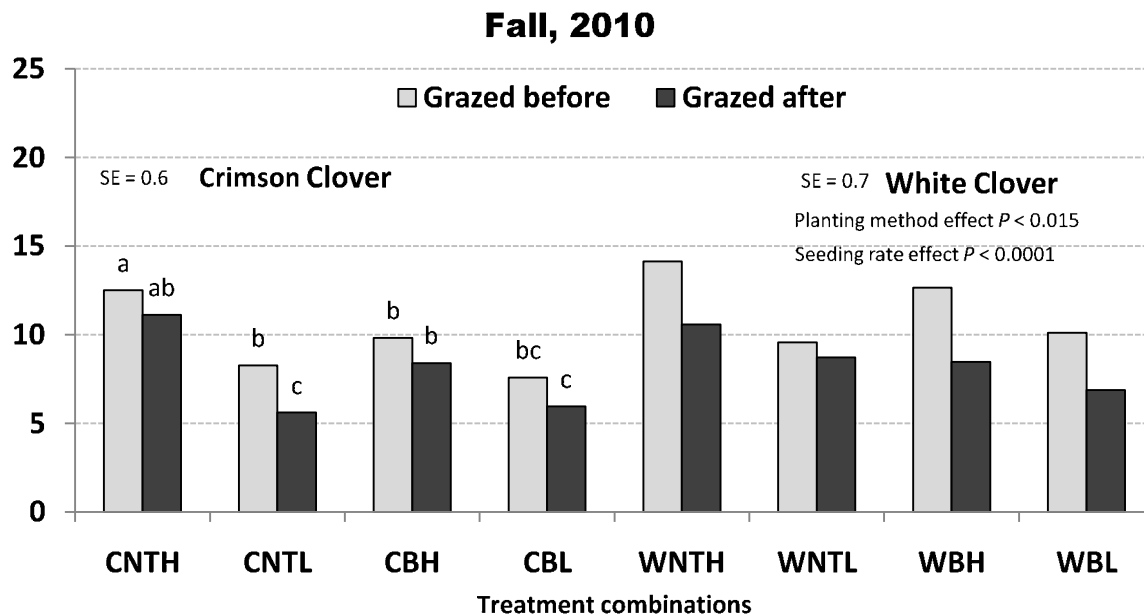 Fall, 2010
25
Grazed before Grazed after
20
SE = 0.6 Crimson Clover
SE = 0.7 White Clover
Planting method effect P < 0.015
15
Seeding rate effect P < 0.0001
a
ab
b
c
b
b
bc
c
10
5
0
CNTH CNTL CBH CBL WNTH WNTL WBH WBL
Treatment combinations